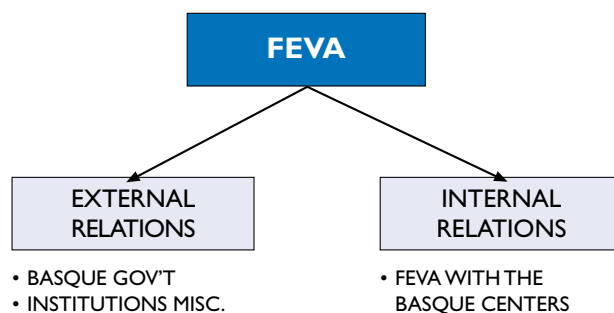 FEVA
EXTERNAL
RELATIONS
• BASQUE GOV'T
• INSTITUTIONS MISC.
INTERNAL
RELATIONS
• FEVA WITH THE
BASQUE CENTERS